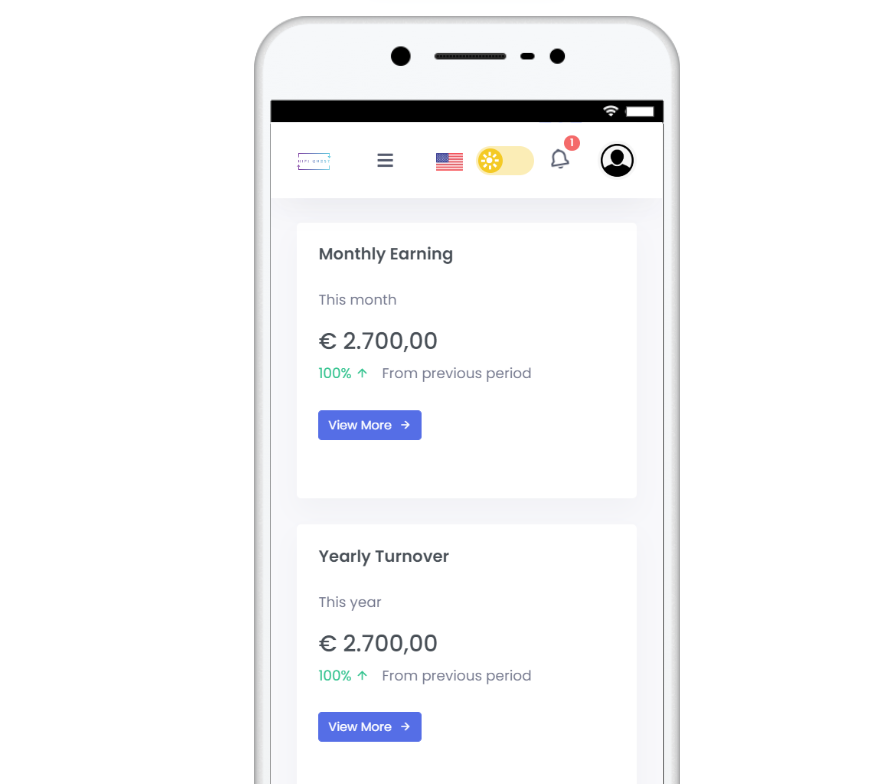 1
Monthly Earning
This month
€ 2.700,00
100% ↑ From previous period
View More →
Yearly Turnover
This year
€ 2.700,00
100% ↑ From previous period
View More →